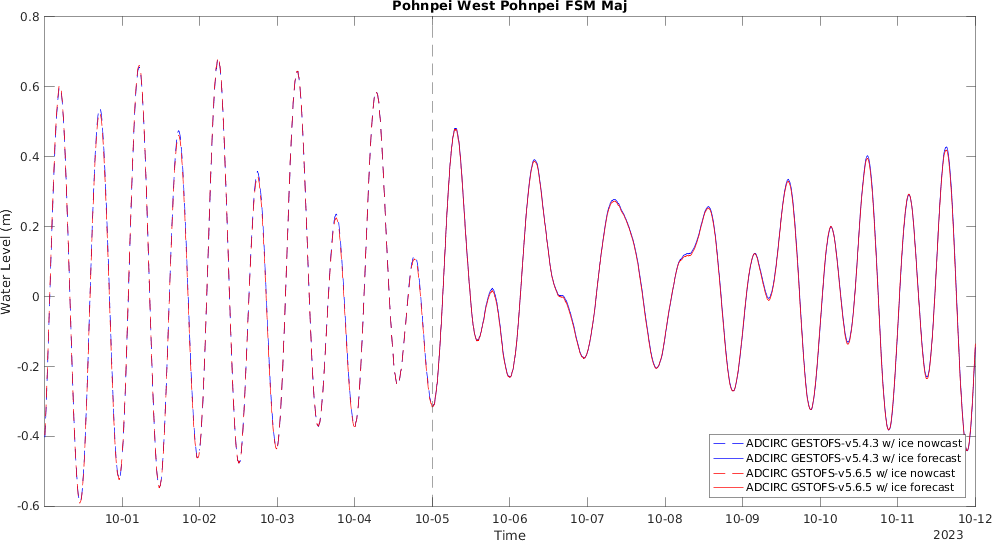 Pohnpei West Pohnpei FSM Maj
0.8
0.6
0.4
0.2
0
-0.2
-0.4
-0.6
Water Level (m)
10-01 10-02 10-03 10-04 10-05 10-06 10-07 10-08 10-09 10-10 10-11 10-12
Time
2023
ADCIRC GESTOFS-v5.4.3 w/ ice nowcast
ADCIRC GESTOFS-v5.4.3 w/ ice forecast
ADCIRC GSTOFS-v5.6.5 w/ ice nowcast
ADCIRC GSTOFS-v5.6.5 w/ ice forecast